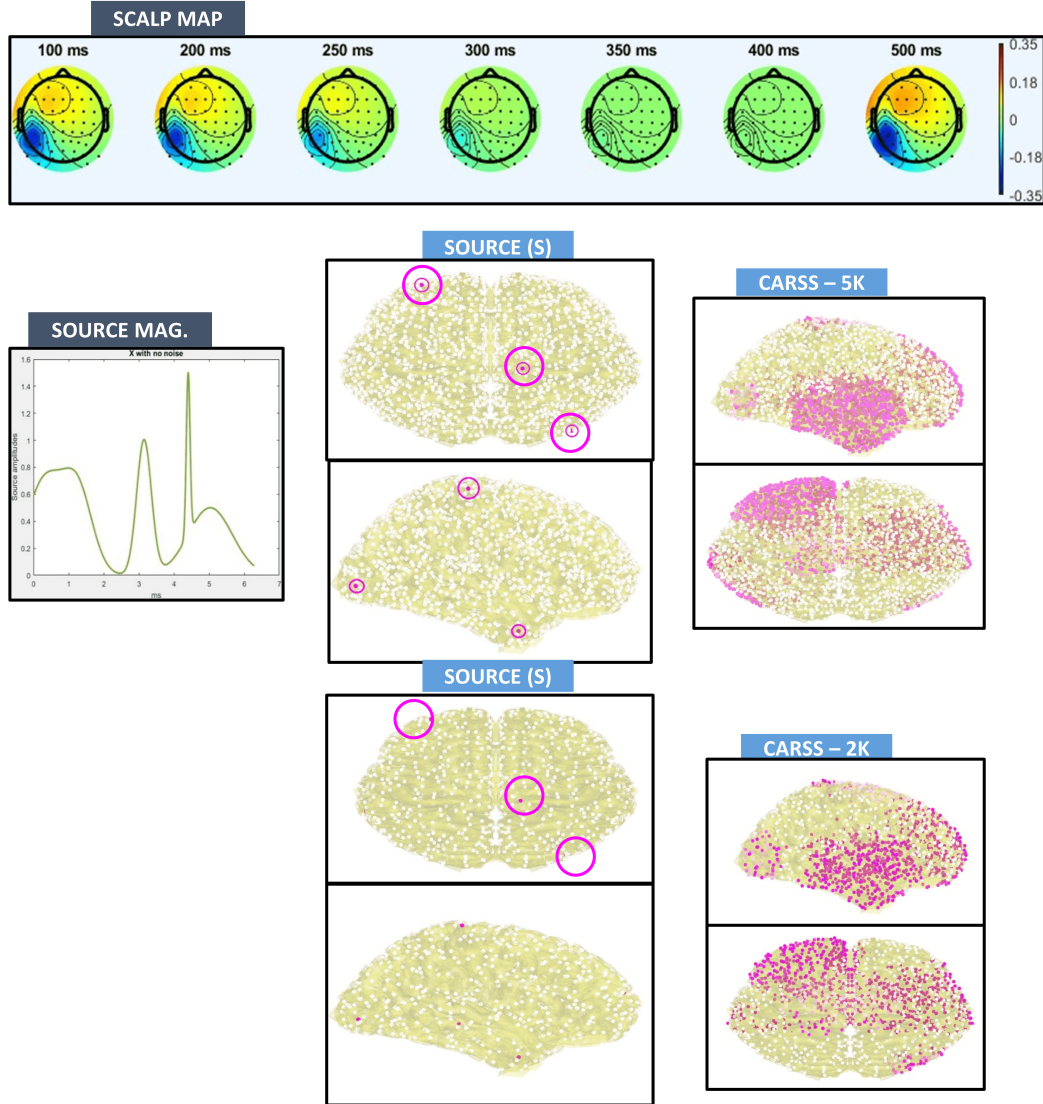 SCALP MAP
100 ms 200 ms 250 ms 300 ms 350 ms 400 ms 500 ms
0.35
0.18
0
-0.18
-0.35
SOURCE (S)
CARSS – 5K
SOURCE MAG.
X with no noise
Source amplitudes
1.6
1.4
1.2
1
0.8
0.6
0.4
0.2
0
0 1 2 3 4 5 6 7
ms
SOURCE (S)
CARSS – 2K